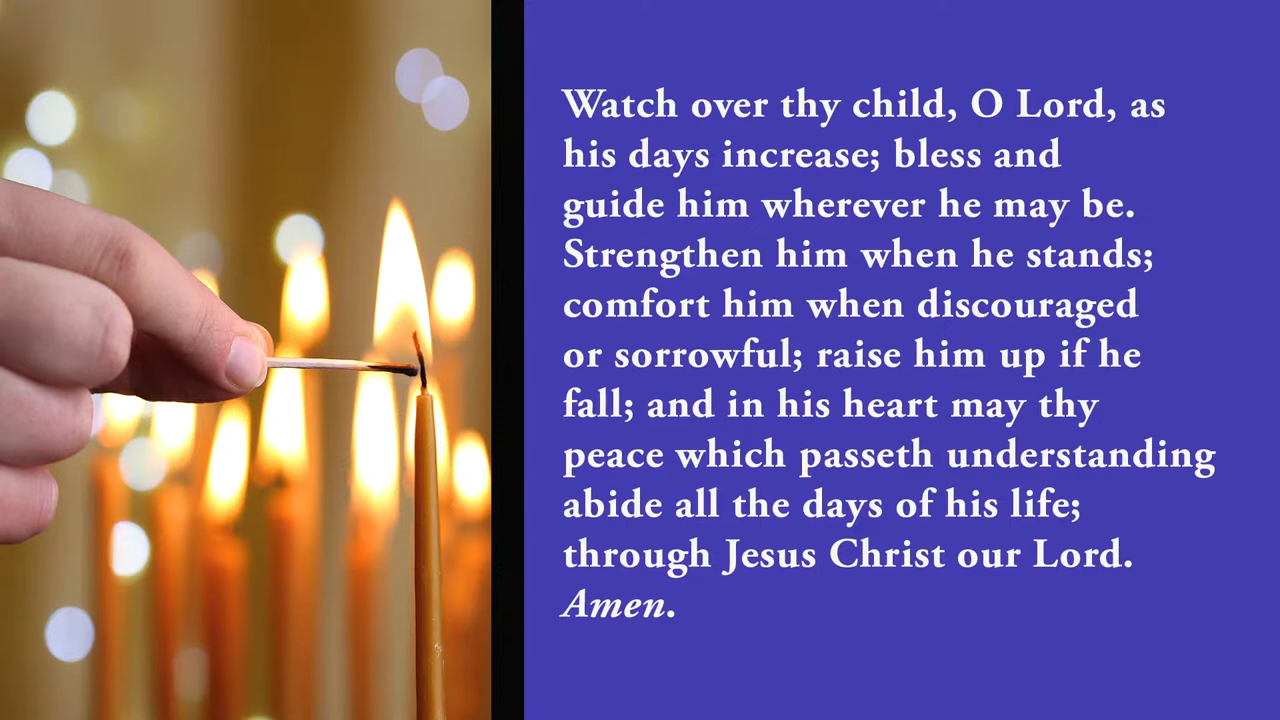 Watch over thy child, O Lord, as
his days increase; bless and
guide him wherever he may be.
Strengthen him when he stands;
comfort him when discouraged
or sorrowful; raise him up if he
fall; and in his heart may thy
peace which passeth understanding
abide all the days of his life;
through Jesus Christ our Lord.
Amen.